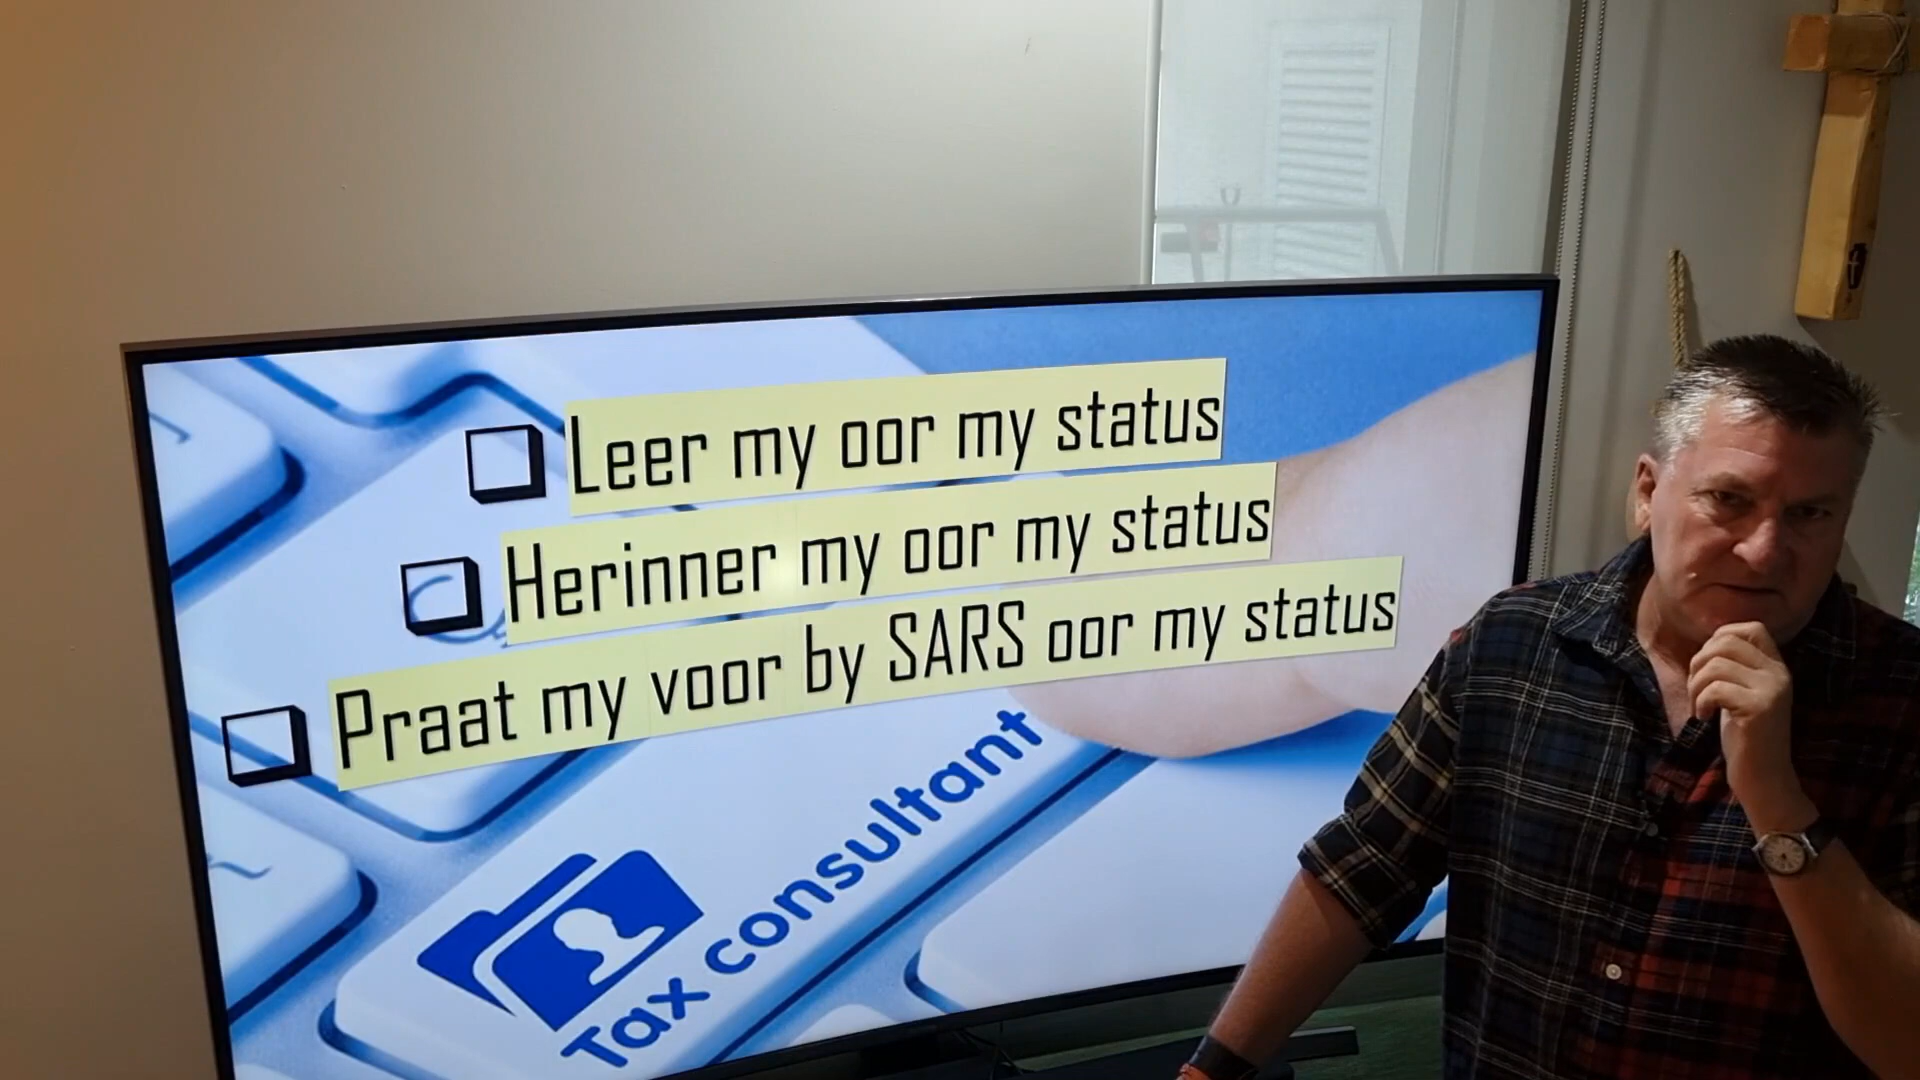 Leer my oor my status
Herinner my oor my status
Praat my voor by SARS oor my status
Tax consultant